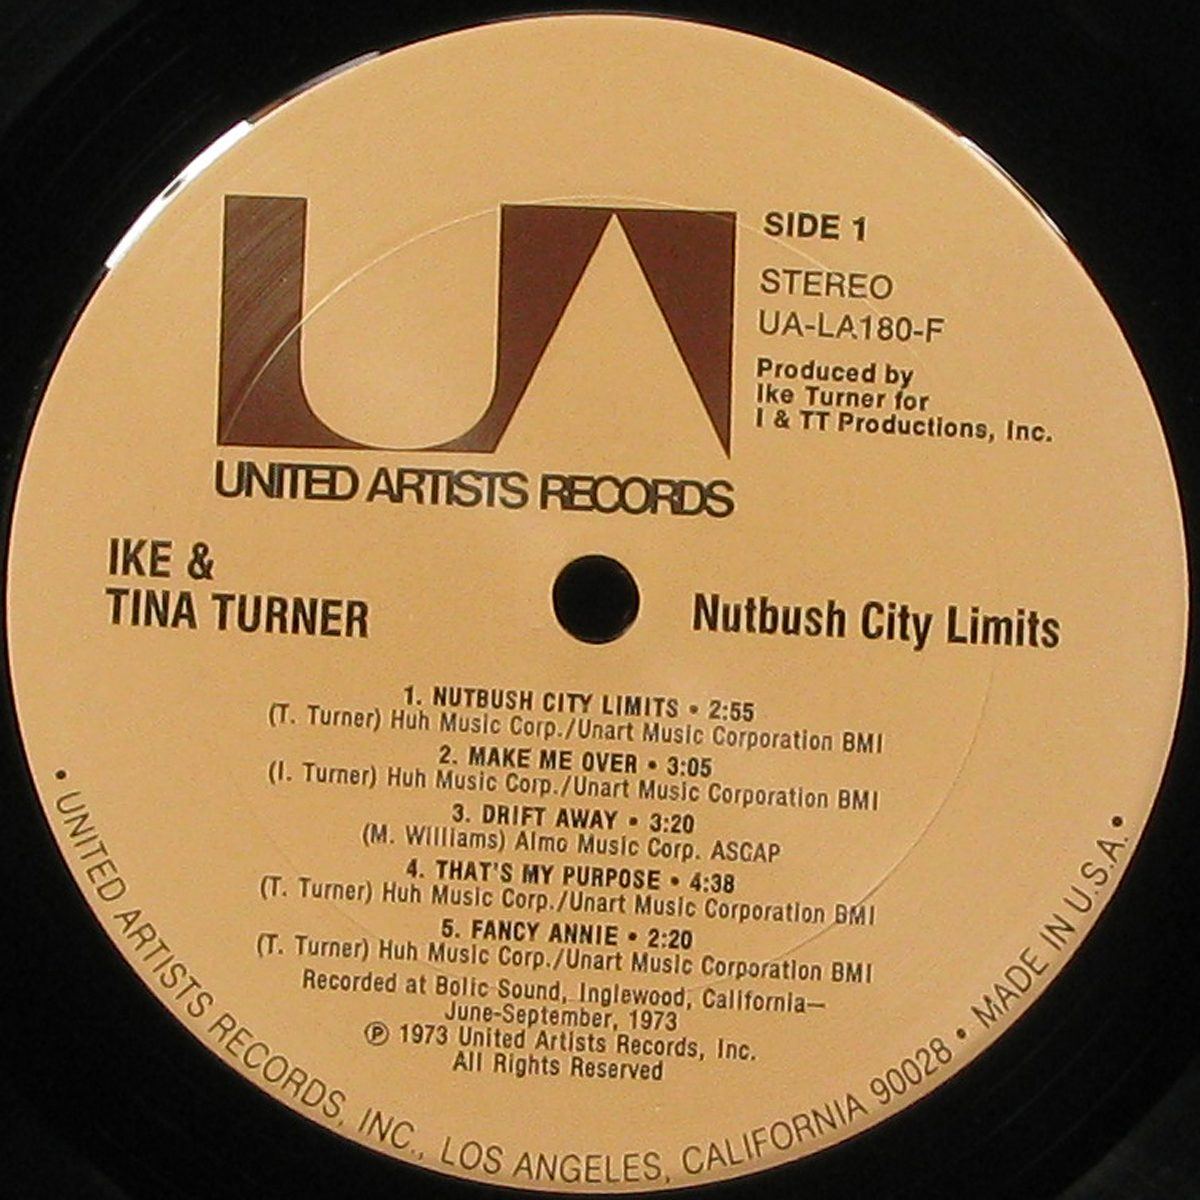 UA
SIDE 1
STEREO
UA-LA180-F
Produced by
Ike Turner for
I & TT Productions, Inc.
UNITED ARTISTS RECORDS
IKE &
TINA TURNER
Nutbush City Limits
1. NUTBUSH CITY LIMITS • 2:55
(T. Turner) Huh Music Corp./Unart Music Corporation BMI
2. MAKE ME OVER • 3:05
(I. Turner) Huh Music Corp./Unart Music Corporation BMI
3. DRIFT AWAY • 3:20
(M. Williams) Almo Music Corp. ASCAP
4. THAT'S MY PURPOSE • 4:38
(T. Turner) Huh Music Corp./Unart Music Corporation BMI
5. FANCY ANNIE • 2:20
(T. Turner) Huh Music Corp./Unart Music Corporation BMI
Recorded at Bolic Sound, Inglewood, California—
June-September, 1973
℗ 1973 United Artists Records, Inc.
All Rights Reserved
• UNITED ARTISTS RECORDS, INC., LOS ANGELES, CALIFORNIA 90028 • MADE IN U.S.A. •